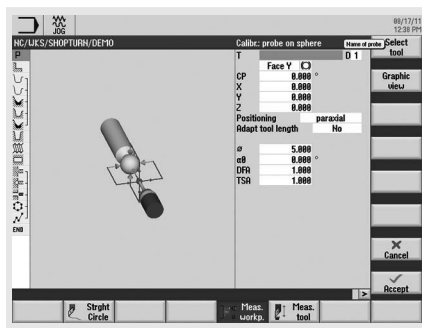 08/17/11
12:38 PM
JOG
NC/WKS/SHOPTURN/DEMO
Calibr.: probe on sphere
Name of probe
Select tool
P
T D 1
Face Y
CP 0.000 °
X 0.000
Y 0.000
Z 0.000
Positioning paraxial
Adapt tool length No
ø 5.000
α0 0.000 °
DFA 1.000
TSA 1.000
END
Graphic view
Cancel
Accept
>
Strght Circle
Meas. workp.
Meas. tool